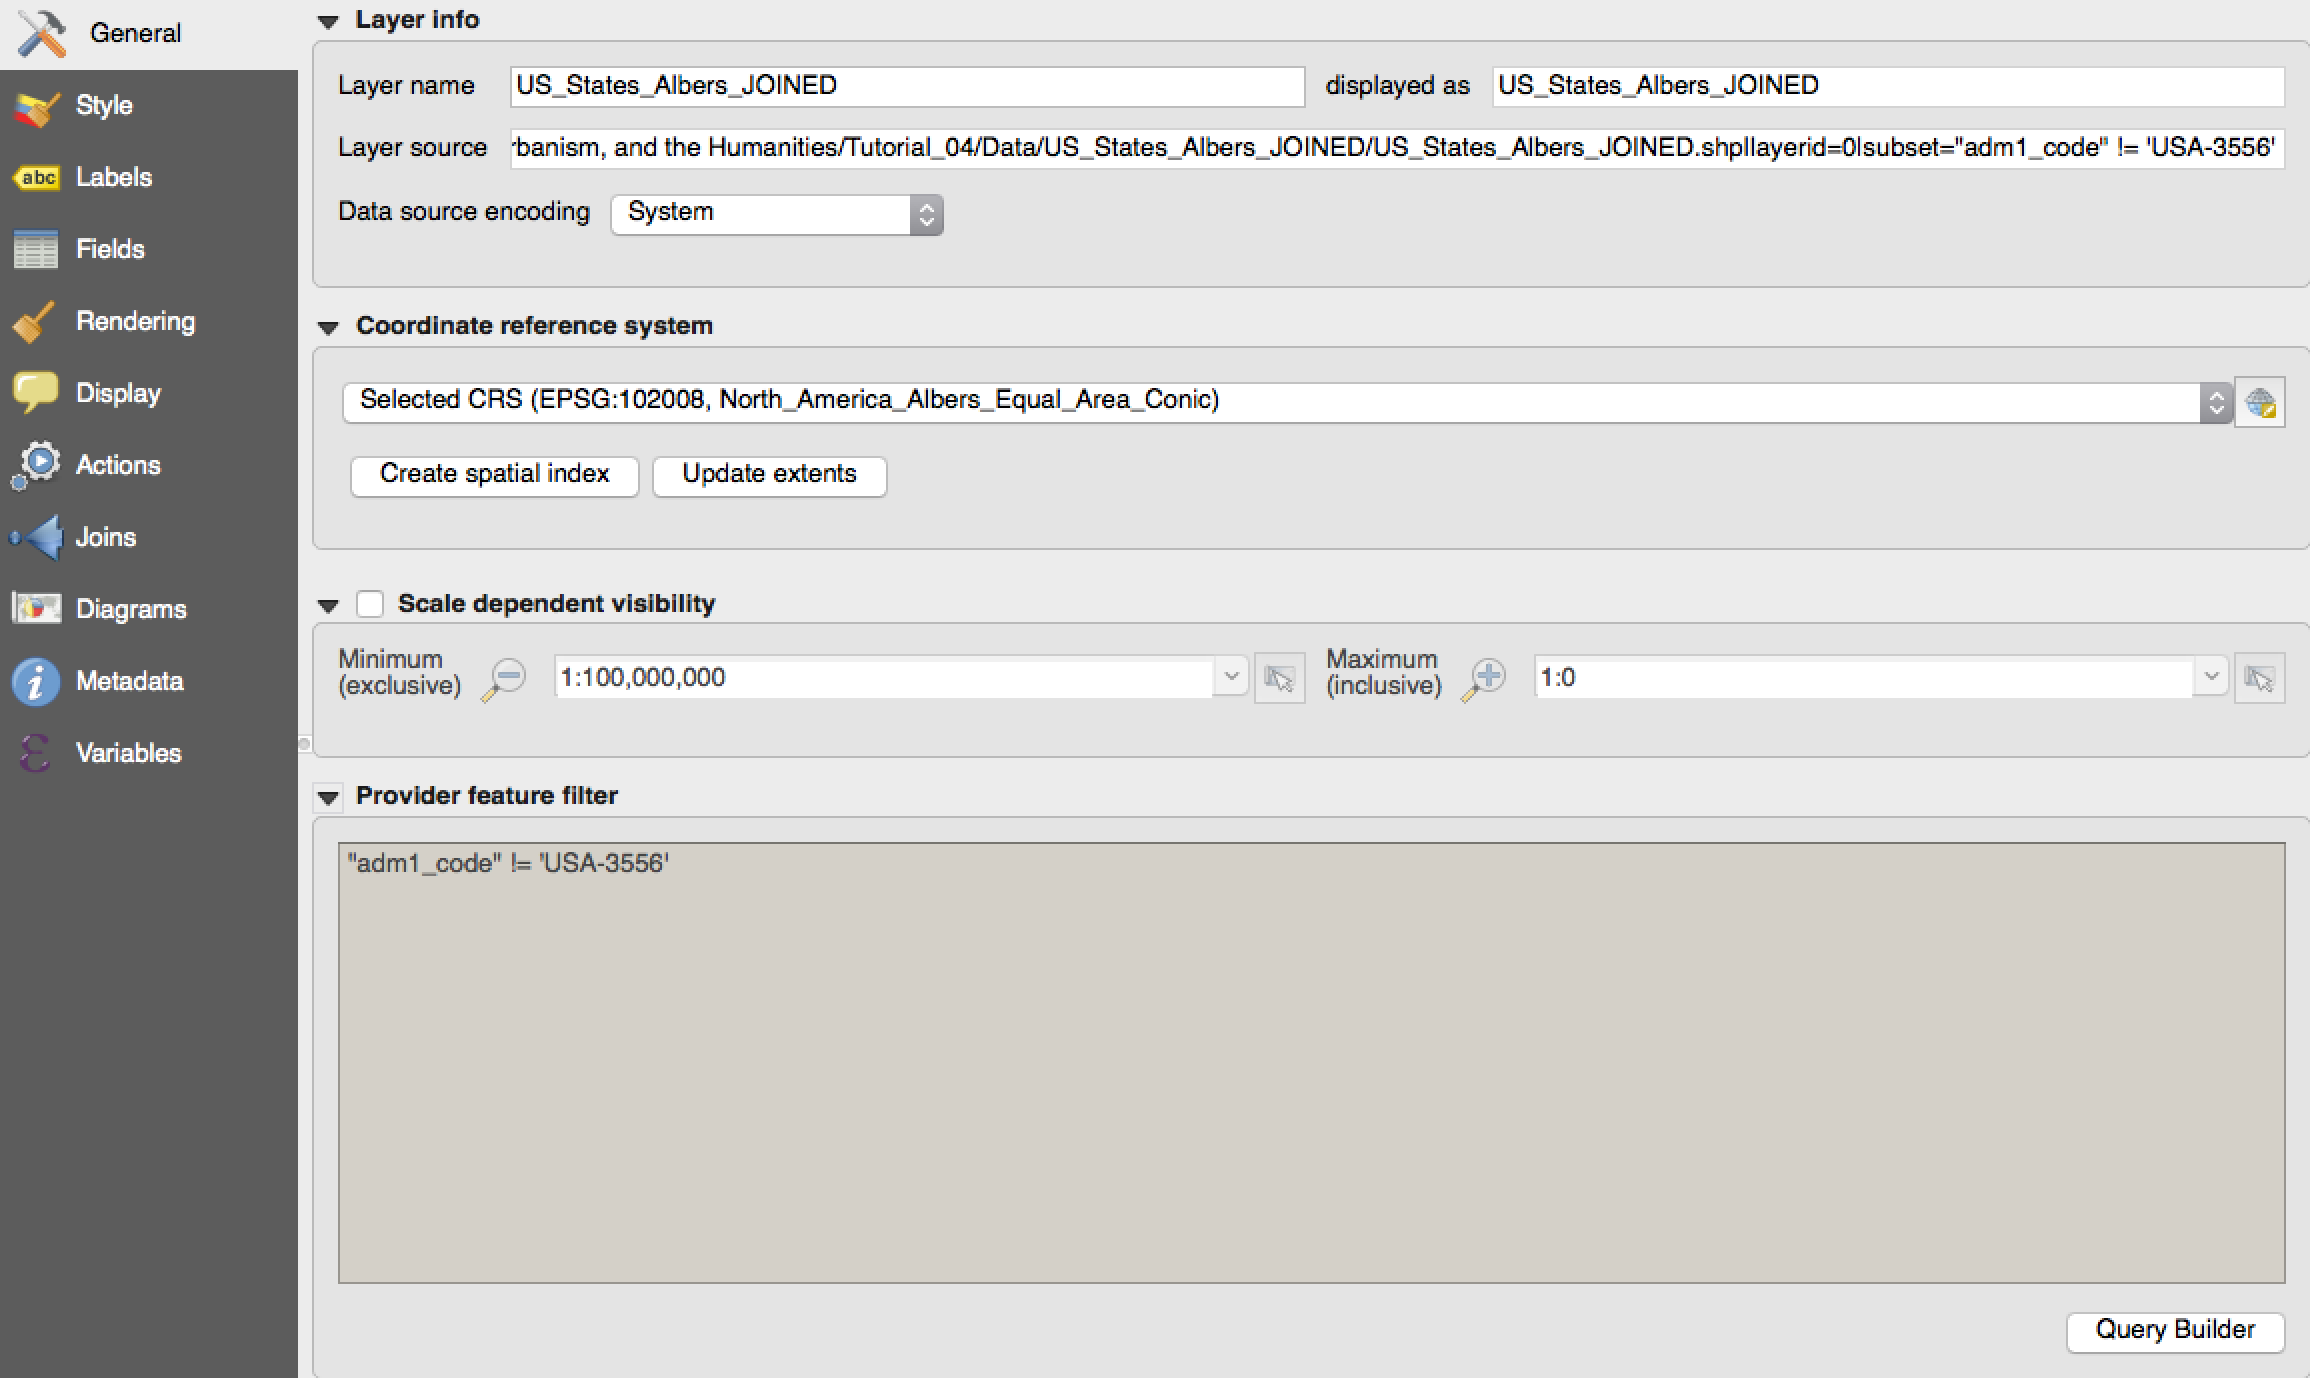 General
Style
Labels
Fields
Rendering
Display
Actions
Joins
Diagrams
Metadata
Variables
abc
Layer info
Layer name US_States_Albers_JOINED displayed as US_States_Albers_JOINED
Layer source rbanism, and the Humanities/Tutorial_04/Data/US_States_Albers_JOINED/US_States_Albers_JOINED.shp|layerid=0|subset="adm1_code" != 'USA-3556'
Data source encoding System
Coordinate reference system
Selected CRS (EPSG:102008, North_America_Albers_Equal_Area_Conic)
Create spatial index Update extents
Scale dependent visibility
Minimum
(exclusive) 1:100,000,000
Maximum
(inclusive) 1:0
Provider feature filter
"adm1_code" != 'USA-3556'
Query Builder